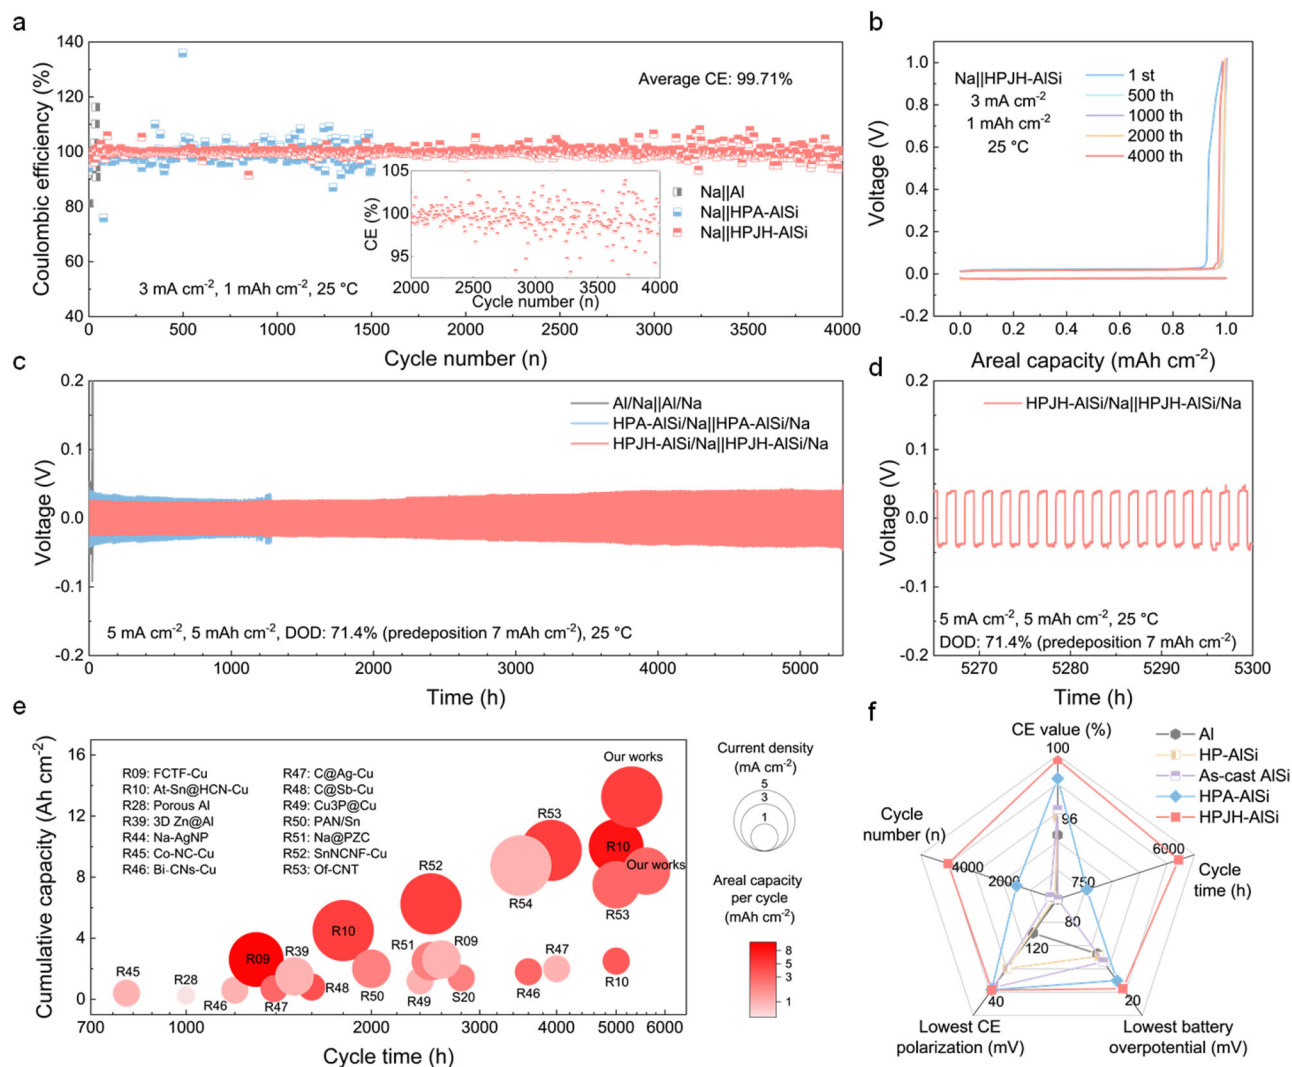 a
140
120
100
80
60
40
Coulombic efficiency (%)
Average CE: 99.71%
105
100
95
CE (%)
2000 2500 3000 3500 4000
Cycle number (n)
Na||Al
Na||HPA-AlSi
Na||HPJH-AlSi
3 mA cm-2, 1 mAh cm-2, 25 °C
0 500 1000 1500 2000 2500 3000 3500 4000
Cycle number (n)
b
1.0
0.8
0.6
0.4
0.2
0.0
-0.2
Voltage (V)
Na||HPJH-AlSi
3 mA cm-2
1 mAh cm-2
25 °C
1 st
500 th
1000 th
2000 th
4000 th
0.0 0.2 0.4 0.6 0.8 1.0
Areal capacity (mAh cm-2)
c
0.2
0.1
0.0
-0.1
-0.2
Voltage (V)
Al/Na||Al/Na
HPA-AlSi/Na||HPA-AlSi/Na
HPJH-AlSi/Na||HPJH-AlSi/Na
5 mA cm-2, 5 mAh cm-2, DOD: 71.4% (predeposition 7 mAh cm-2), 25 °C
0 1000 2000 3000 4000 5000
Time (h)
d
0.2
0.1
0.0
-0.1
-0.2
Voltage (V)
HPJH-AlSi/Na||HPJH-AlSi/Na
5 mA cm-2, 5 mAh cm-2, 25 °C
DOD: 71.4% (predeposition 7 mAh cm-2)
5270 5280 5290 5300
Time (h)
e
16
12
8
4
0
Cumulative capacity (Ah cm-2)
R09: FCTF-Cu
R10: At-Sn@HCN-Cu
R28: Porous Al
R39: 3D Zn@Al
R44: Na-AgNP
R45: Co-NC-Cu
R46: Bi-CNs-Cu
R47: C@Ag-Cu
R48: C@Sb-Cu
R49: Cu3P@Cu
R50: PAN/Sn
R51: Na@PZC
R52: SnNCNF-Cu
R53: Of-CNT
Our works
R53
R10
Our works
R52
R54
R53
R10
R51
R09
R09
R39
R47
R45
R28
R46
R47
R48
R50
R49
S20
R46
R10
700 1000 2000 3000 4000 5000 6000
Cycle time (h)
Current density
(mA cm-2)
5
3
1
Areal capacity
per cycle
(mAh cm-2)
8
5
3
1
f
CE value (%)
100
96
Cycle
number (n)
4000
2000
750
6000
Cycle
time (h)
80
120
40
20
Lowest CE
polarization (mV)
Lowest battery
overpotential (mV)
Al
HP-AlSi
As-cast AlSi
HPA-AlSi
HPJH-AlSi